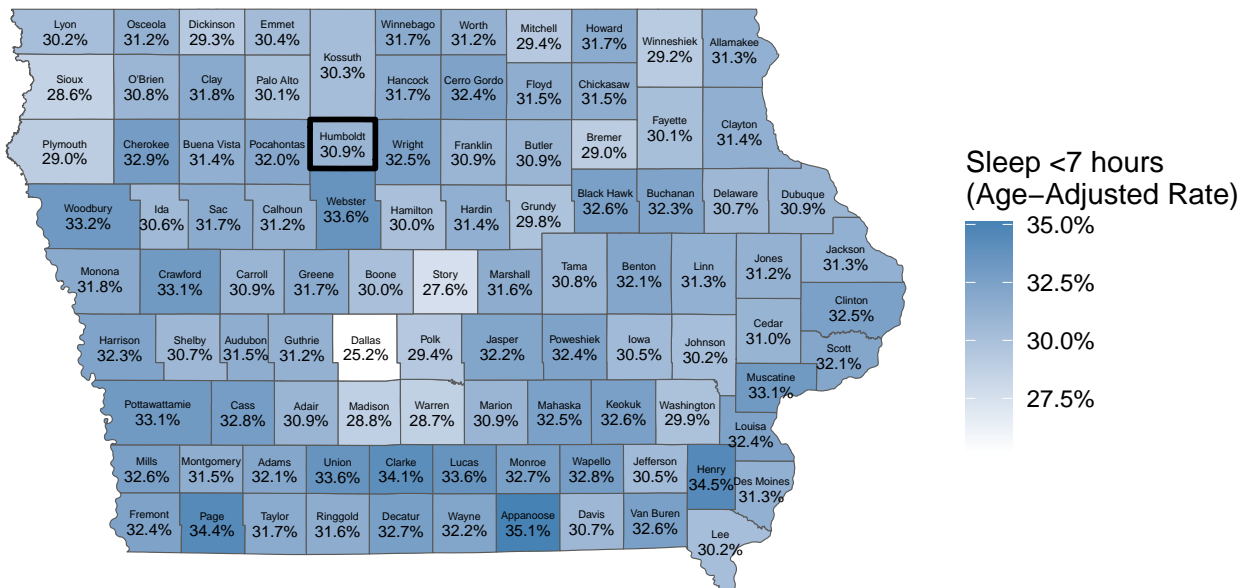 Lyon
30.2%
Osceola
31.2%
Dickinson
29.3%
Emmet
30.4%
Kossuth
30.3%
Winnebago
31.7%
Worth
31.2%
Mitchell
29.4%
Howard
31.7%
Winneshiek
29.2%
Allamakee
31.3%
Sioux
28.6%
O'Brien
30.8%
Clay
31.8%
Palo Alto
30.1%
Hancock
31.7%
Cerro Gordo
32.4%
Floyd
31.5%
Chickasaw
31.5%
Fayette
30.1%
Clayton
31.4%
Plymouth
29.0%
Cherokee
32.9%
Buena Vista
31.4%
Pocahontas
32.0%
Humboldt
30.9%
Wright
32.5%
Franklin
30.9%
Butler
30.9%
Bremer
29.0%
Woodbury
33.2%
Ida
30.6%
Sac
31.7%
Calhoun
31.2%
Webster
33.6%
Hamilton
30.0%
Hardin
31.4%
Grundy
29.8%
Black Hawk
32.6%
Buchanan
32.3%
Delaware
30.7%
Dubuque
30.9%
Monona
31.8%
Crawford
33.1%
Carroll
30.9%
Greene
31.7%
Boone
30.0%
Story
27.6%
Marshall
31.6%
Tama
30.8%
Benton
32.1%
Linn
31.3%
Jones
31.2%
Jackson
31.3%
Clinton
32.5%
Harrison
32.3%
Shelby
30.7%
Audubon
31.5%
Guthrie
31.2%
Dallas
25.2%
Polk
29.4%
Jasper
32.2%
Poweshiek
32.4%
Iowa
30.5%
Johnson
30.2%
Cedar
31.0%
Scott
32.1%
Muscatine
33.1%
Pottawattamie
33.1%
Cass
32.8%
Adair
30.9%
Madison
28.8%
Warren
28.7%
Marion
30.9%
Mahaska
32.5%
Keokuk
32.6%
Washington
29.9%
Louisa
32.4%
Mills
32.6%
Montgomery
31.5%
Adams
32.1%
Union
33.6%
Clarke
34.1%
Lucas
33.6%
Monroe
32.7%
Wapello
32.8%
Jefferson
30.5%
Henry
34.5%
Des Moines
31.3%
Fremont
32.4%
Page
34.4%
Taylor
31.7%
Ringgold
31.6%
Decatur
32.7%
Wayne
32.2%
Appanoose
35.1%
Davis
30.7%
Van Buren
32.6%
Lee
30.2%
Sleep <7 hours
(Age−Adjusted Rate)
35.0%
32.5%
30.0%
27.5%